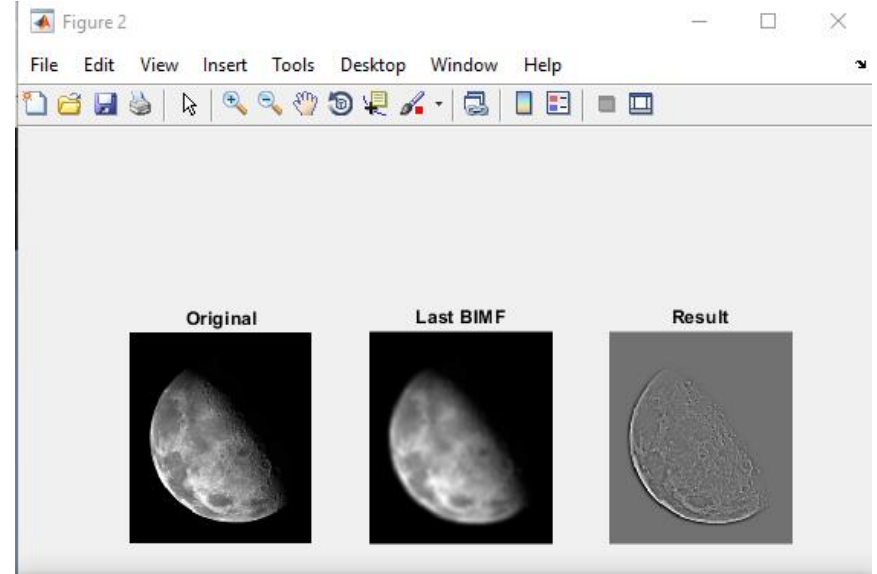 Figure 2
File Edit View Insert Tools Desktop Window Help
Original Last BIMF Result